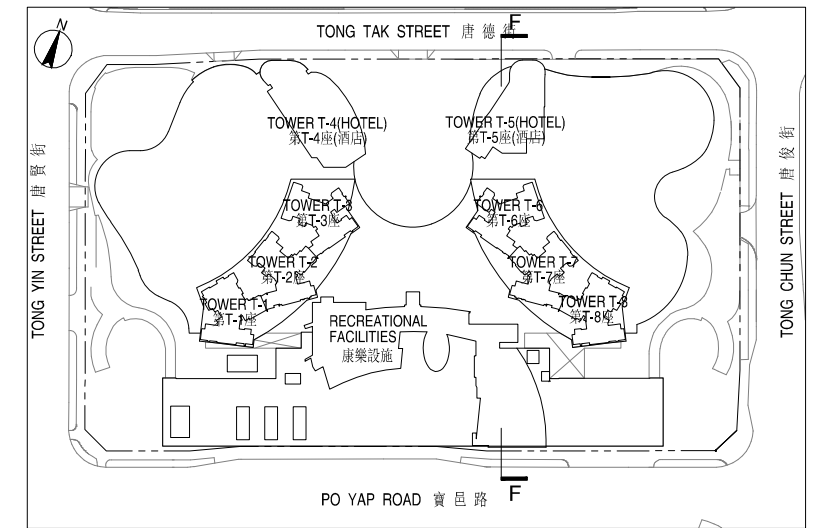 N
TONG TAK STREET 唐德街
F
TOWER T-4(HOTEL)
第T-4座(酒店)
TOWER T-5(HOTEL)
第T-5座(酒店)
TONG YIN STREET 唐賢街
TONG CHUN STREET 唐俊街
TOWER T-3
第T-3座
TOWER T-6
第T-6座
TOWER T-2
第T-2座
TOWER T-7
第T-7座
TOWER T-1
第T-1座
TOWER T-8
第T-8座
RECREATIONAL
FACILITIES
康樂設施
PO YAP ROAD 寶邑路
F